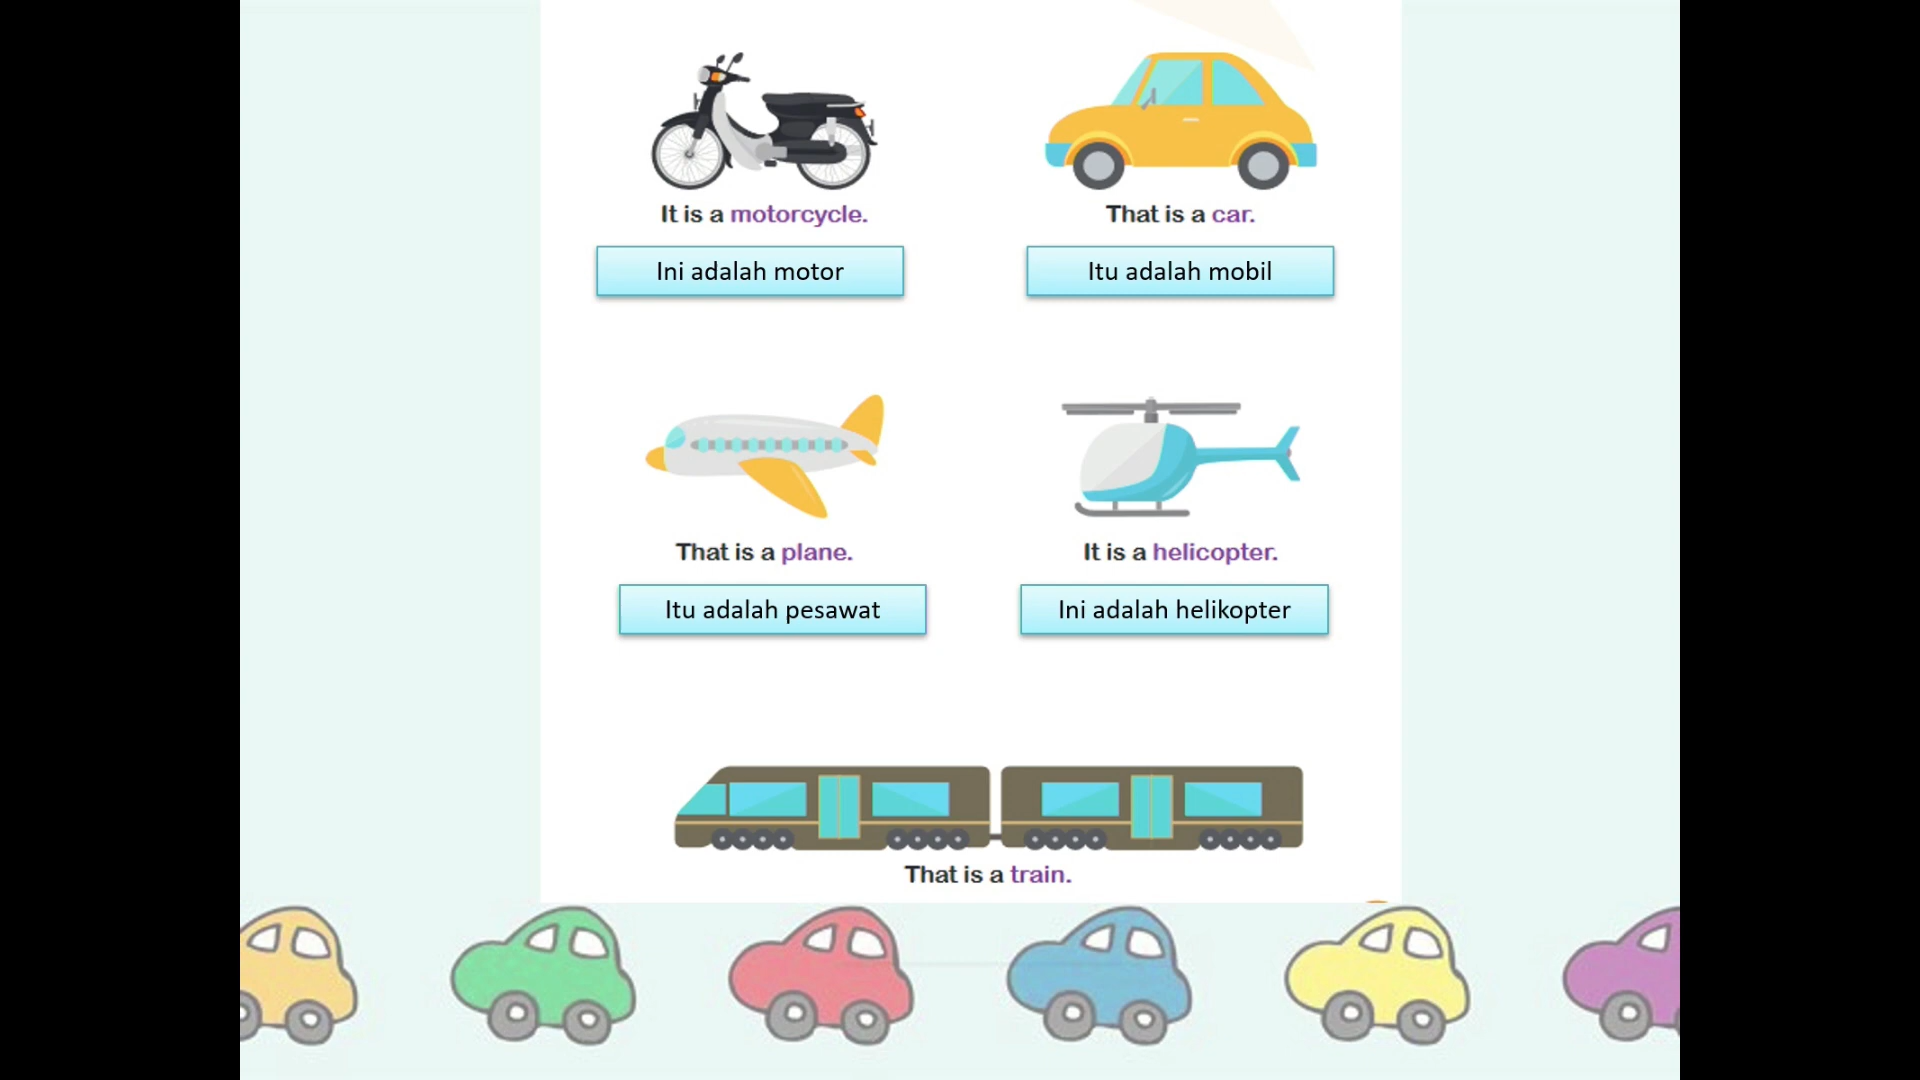 It is a motorcycle.
That is a car.
Ini adalah motor
Itu adalah mobil
That is a plane.
It is a helicopter.
Itu adalah pesawat
Ini adalah helikopter
That is a train.